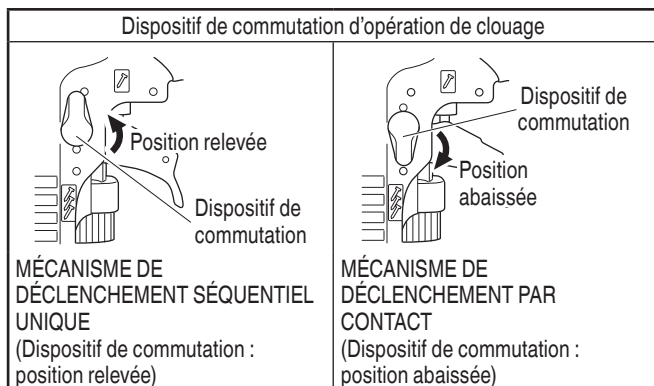 Dispositif de commutation d'opération de clouage
Position relevée
Dispositif de
commutation
MÉCANISME DE
DÉCLENCHEMENT SÉQUENTIEL
UNIQUE
(Dispositif de commutation :
position relevée)
Dispositif de
commutation
Position
abaissée
MÉCANISME DE
DÉCLENCHEMENT PAR
CONTACT
(Dispositif de commutation :
position abaissée)